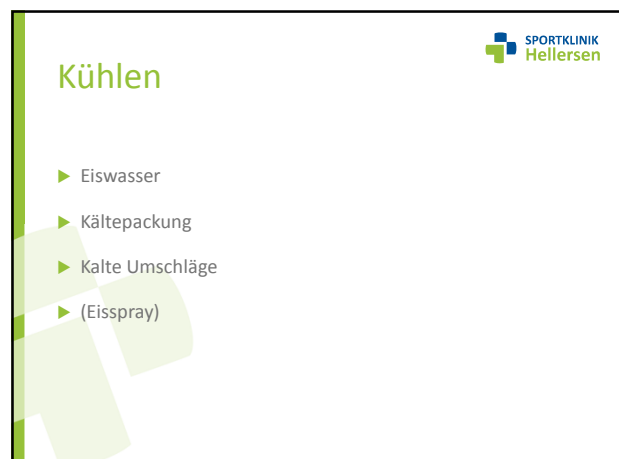 SPORTKLINIK
Hellersen
Kühlen
Eiswasser
Kältepackung
Kalte Umschläge
(Eisspray)